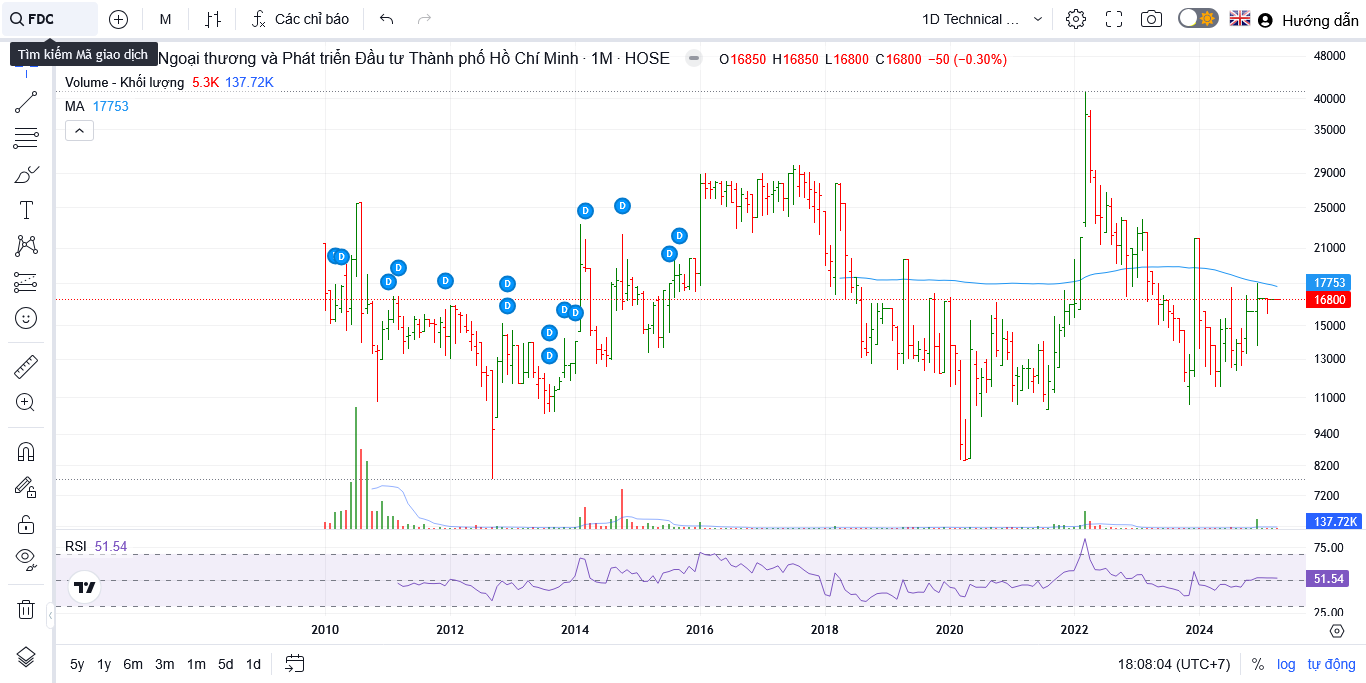 FDC M Các chỉ báo 1D Technical ... Hướng dẫn
Tìm kiếm Mã giao dịch
Ngoại thương và Phát triển Đầu tư Thành phố Hồ Chí Minh · 1M · HOSE O16850 H16850 L16800 C16800 −50 (−0.30%)
Volume - Khối lượng 5.3K 137.72K
MA 17753
48000
40000
35000
29000
25000
21000
17753
16800
15000
13000
11000
9400
8200
7200
137.72K
D
D
D
D
D
D
D
D
D
D
D
D
D
D
RSI 51.54
75.00
51.54
25.00
2010 2012 2014 2016 2018 2020 2022 2024
5y 1y 6m 3m 1m 5d 1d 18:08:04 (UTC+7) % log tự động